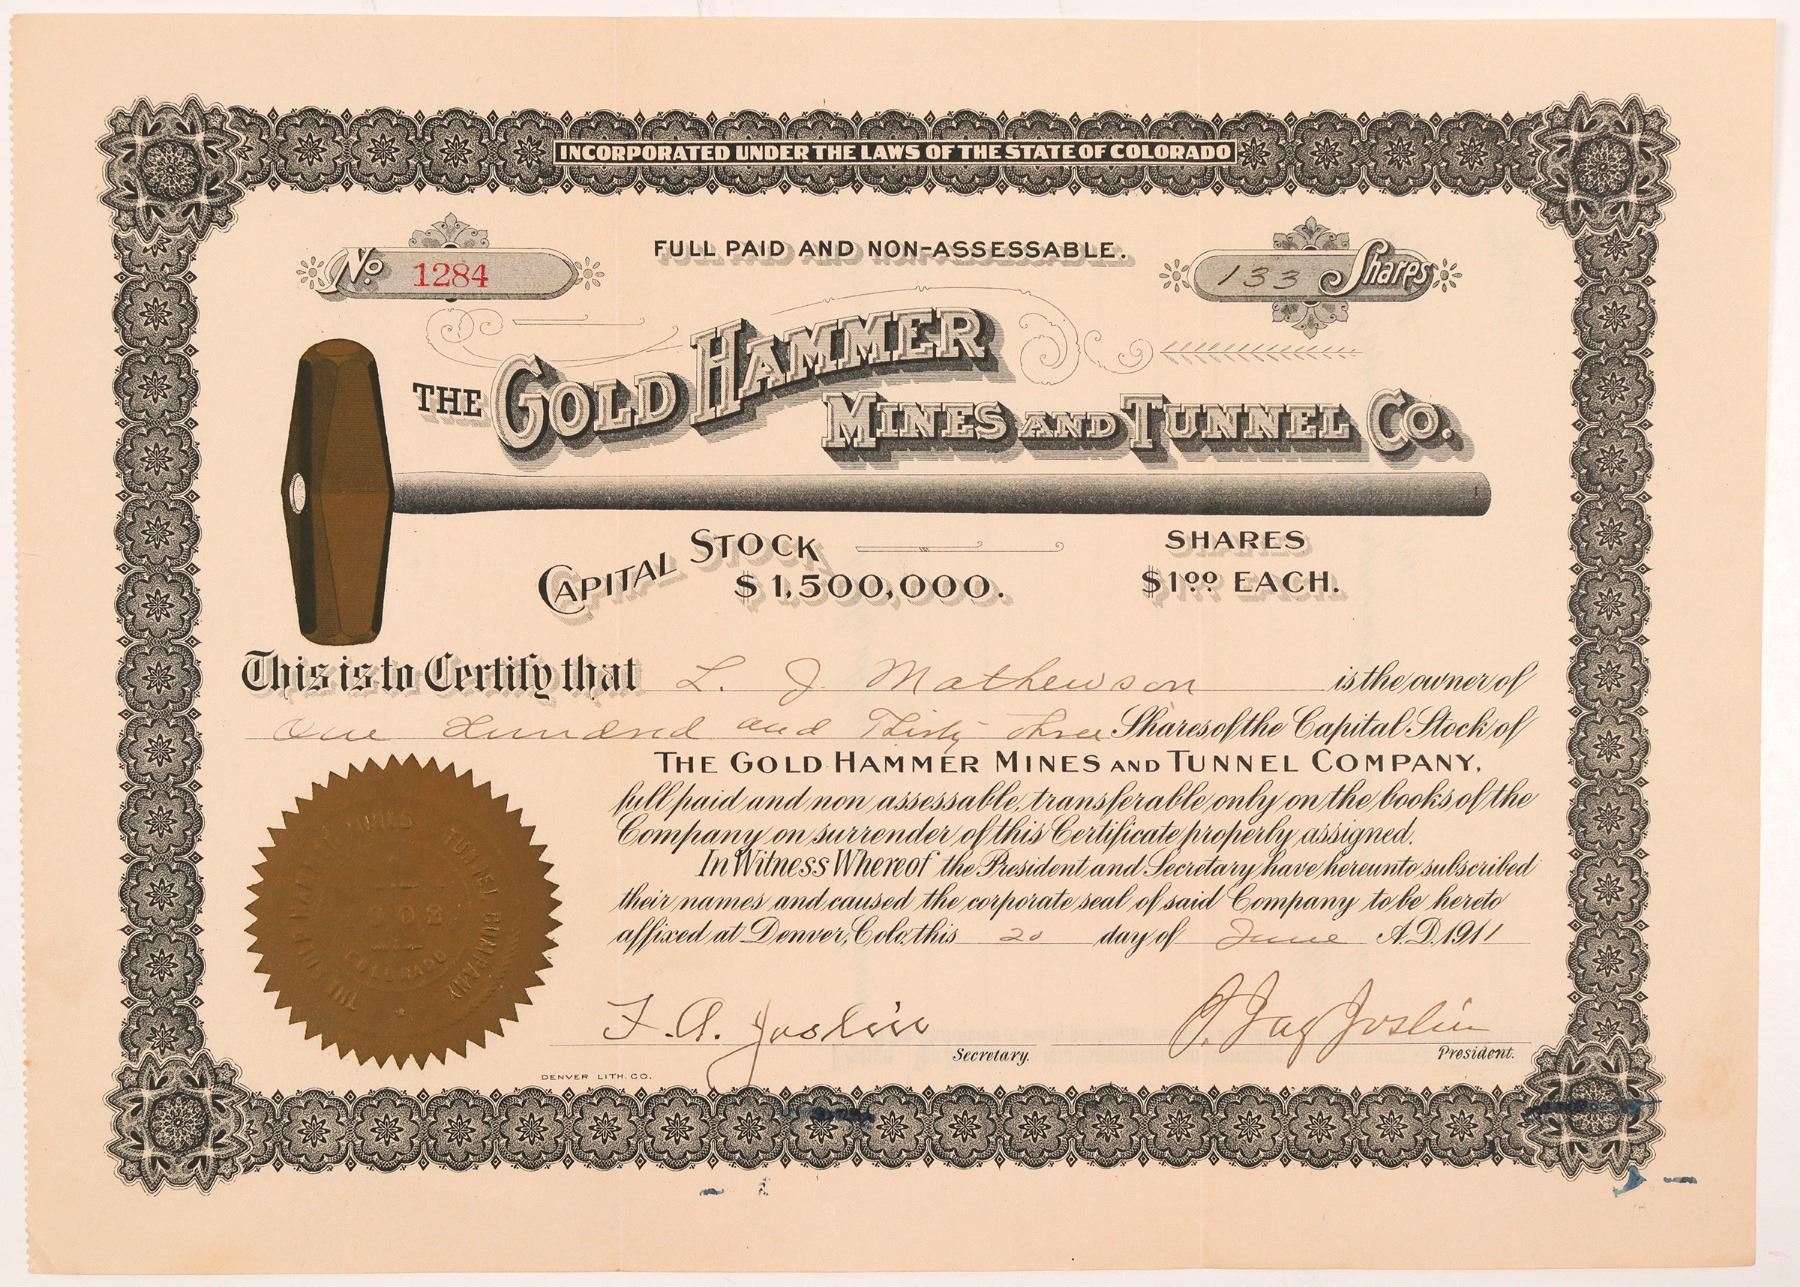 INCORPORATED UNDER THE LAWS OF THE STATE OF COLORADO
No 1284
FULL PAID AND NON-ASSESSABLE.
133 Shares
THE GOLD HAMMER
MINES AND TUNNEL CO.
CAPITAL STOCK
$1,500,000.
SHARES
$1.00 EACH.
This is to Certify that L. J. Mathewson is the owner of
One Hundred and Thirty Three Shares of the Capital Stock of
THE GOLD HAMMER MINES AND TUNNEL COMPANY,
full paid and non assessable, transferable only on the books of the
Company on surrender of this Certificate properly assigned.
In Witness Whereof the President and Secretary have hereunto subscribed
their names and caused the corporate seal of said Company to be hereto
affixed at Denver, Colo. this 20 day of June A.D. 1911
F. A. Joslin
Secretary.
Jay Joslin
President.
DENVER LITH. CO.
TUNNEL COMPANY
COLORADO